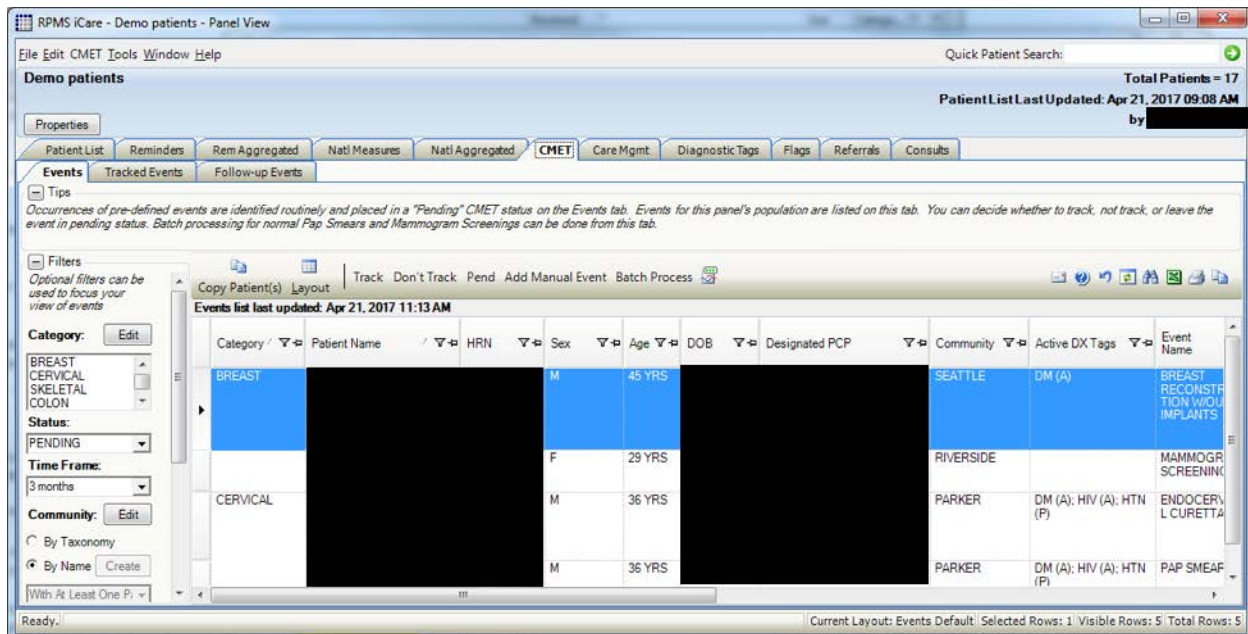 RPMS iCare - Demo patients - Panel View
File Edit CMET Tools Window Help
Quick Patient Search:
Demo patients
Total Patients = 17
Patient List Last Updated: Apr 21, 2017 09:08 AM
by
Properties
Patient List Reminders Rem Aggregated Natl Measures Natl Aggregated CMET Care Mgmt Diagnostic Tags Flags Referrals Consults
Events Tracked Events Follow-up Events
Tips
Occurrences of pre-defined events are identified routinely and placed in a "Pending" CMET status on the Events tab. Events for this panel's population are listed on this tab. You can decide whether to track, not track, or leave the
event in pending status. Batch processing for normal Pap Smears and Mammogram Screenings can be done from this tab.
Filters
Optional filters can be
used to focus your
view of events
Category: Edit
BREAST
CERVICAL
SKELETAL
COLON
Status:
PENDING
Time Frame:
3 months
Community: Edit
By Taxonomy
By Name Create
With At Least One P
Copy Patient(s) Layout Track Don't Track Pend Add Manual Event Batch Process
Events list last updated: Apr 21, 2017 11:13 AM
Category Patient Name HRN Sex Age DOB Designated PCP Community Active DX Tags Event
Name
BREAST M 45 YRS SEATTLE DM (A) BREAST
RECONSTR
TION W/OU
IMPLANTS
F 29 YRS RIVERSIDE MAMMOGR
SCREENING
CERVICAL M 36 YRS PARKER DM (A); HIV (A); HTN ENDOCERV
(P) L CURETTA
M 36 YRS PARKER DM (A); HIV (A); HTN PAP SMEAR
(P)
Ready.
Current Layout: Events Default Selected Rows: 1 Visible Rows: 5 Total Rows: 5